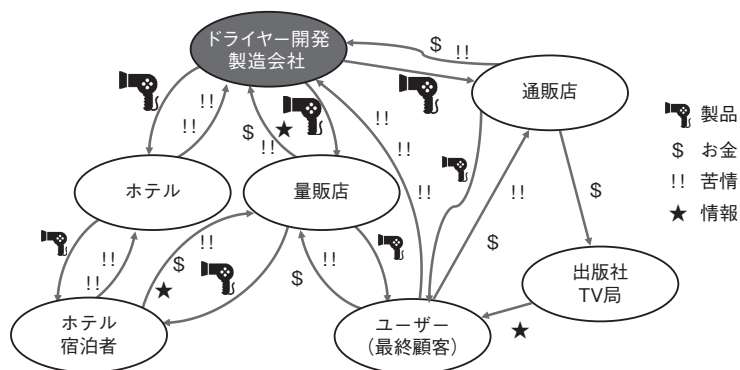 ドライヤー開発
製造会社
$ !!
通販店
製品
$ お金
!! 苦情
★ 情報
!!
!!
$
★
!!
!!
!!
!!
ホテル
量販店
!!
$
$
!!
!!
!!
$
★
!!
$
$
出版社
TV局
ホテル
宿泊者
ユーザー
（最終顧客）
★